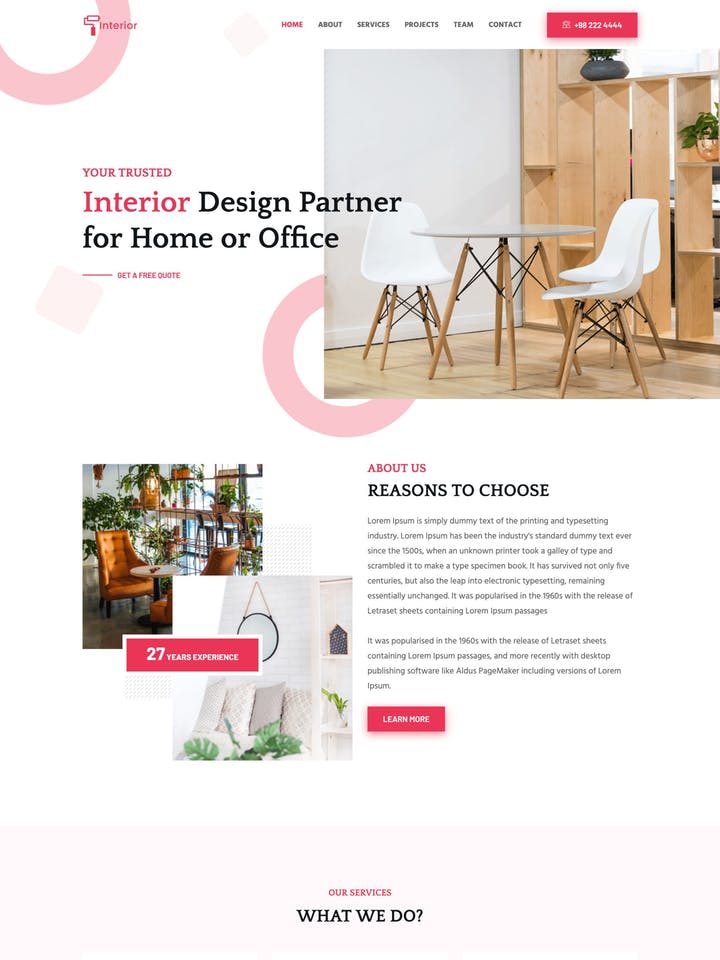 Interior
HOME ABOUT SERVICES PROJECTS TEAM CONTACT +98 222 4444
YOUR TRUSTED
Interior Design Partner
for Home or Office
GET A FREE QUOTE
27 YEARS EXPERIENCE
ABOUT US
REASONS TO CHOOSE
Lorem Ipsum is simply dummy text of the printing and typesetting
industry. Lorem Ipsum has been the industry's standard dummy text ever
since the 1500s, when an unknown printer took a galley of type and
scrambled it to make a type specimen book. It has survived not only five
centuries, but also the leap into electronic typesetting, remaining
essentially unchanged. It was popularised in the 1960s with the release of
Letraset sheets containing Lorem Ipsum passages
It was popularised in the 1960s with the release of Letraset sheets
containing Lorem Ipsum passages, and more recently with desktop
publishing software like Aldus PageMaker including versions of Lorem
Ipsum.
LEARN MORE
OUR SERVICES
WHAT WE DO?